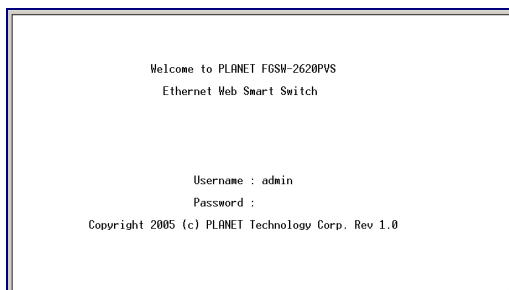 Welcome to PLANET FGSW-2620PVS
Ethernet Web Smart Switch
Username : admin
Password :
Copyright 2005 (c) PLANET Technology Corp. Rev 1.0